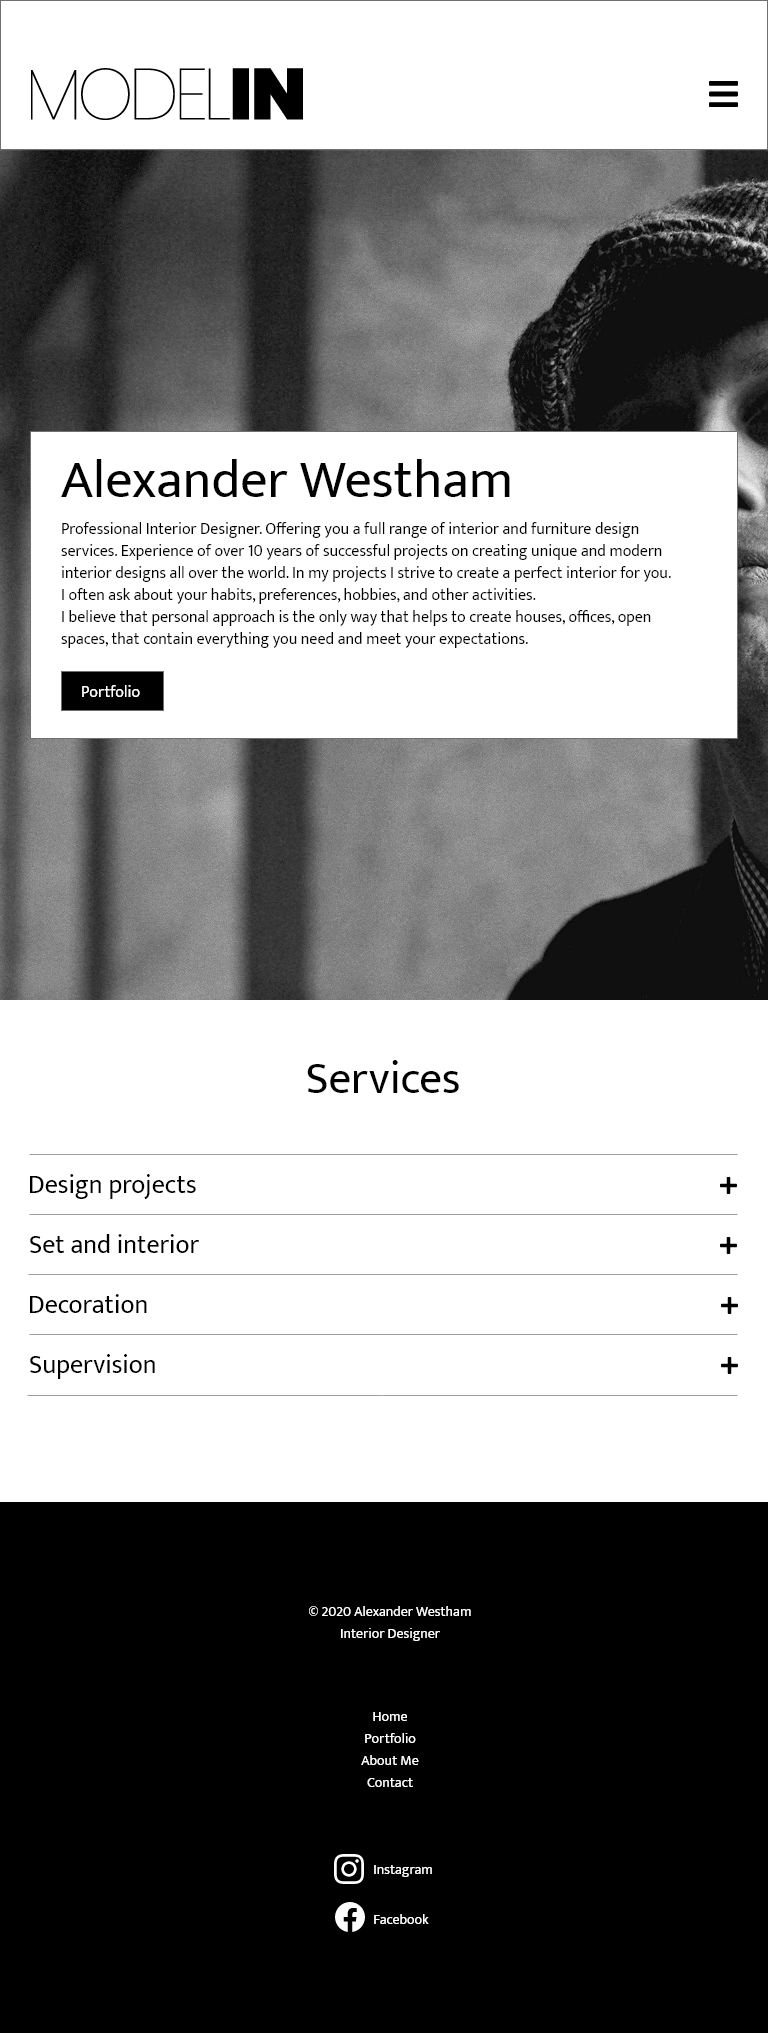 MODELIN
Alexander Westham
Professional Interior Designer. Offering you a full range of interior and furniture design
services. Experience of over 10 years of successful projects on creating unique and modern
interior designs all over the world. In my projects I strive to create a perfect interior for you.
I often ask about your habits, preferences, hobbies, and other activities.
I believe that personal approach is the only way that helps to create houses, offices, open
spaces, that contain everything you need and meet your expectations.
Portfolio
Services
Design projects
Set and interior
Decoration
Supervision
© 2020 Alexander Westham
Interior Designer
Home
Portfolio
About Me
Contact
Instagram
Facebook